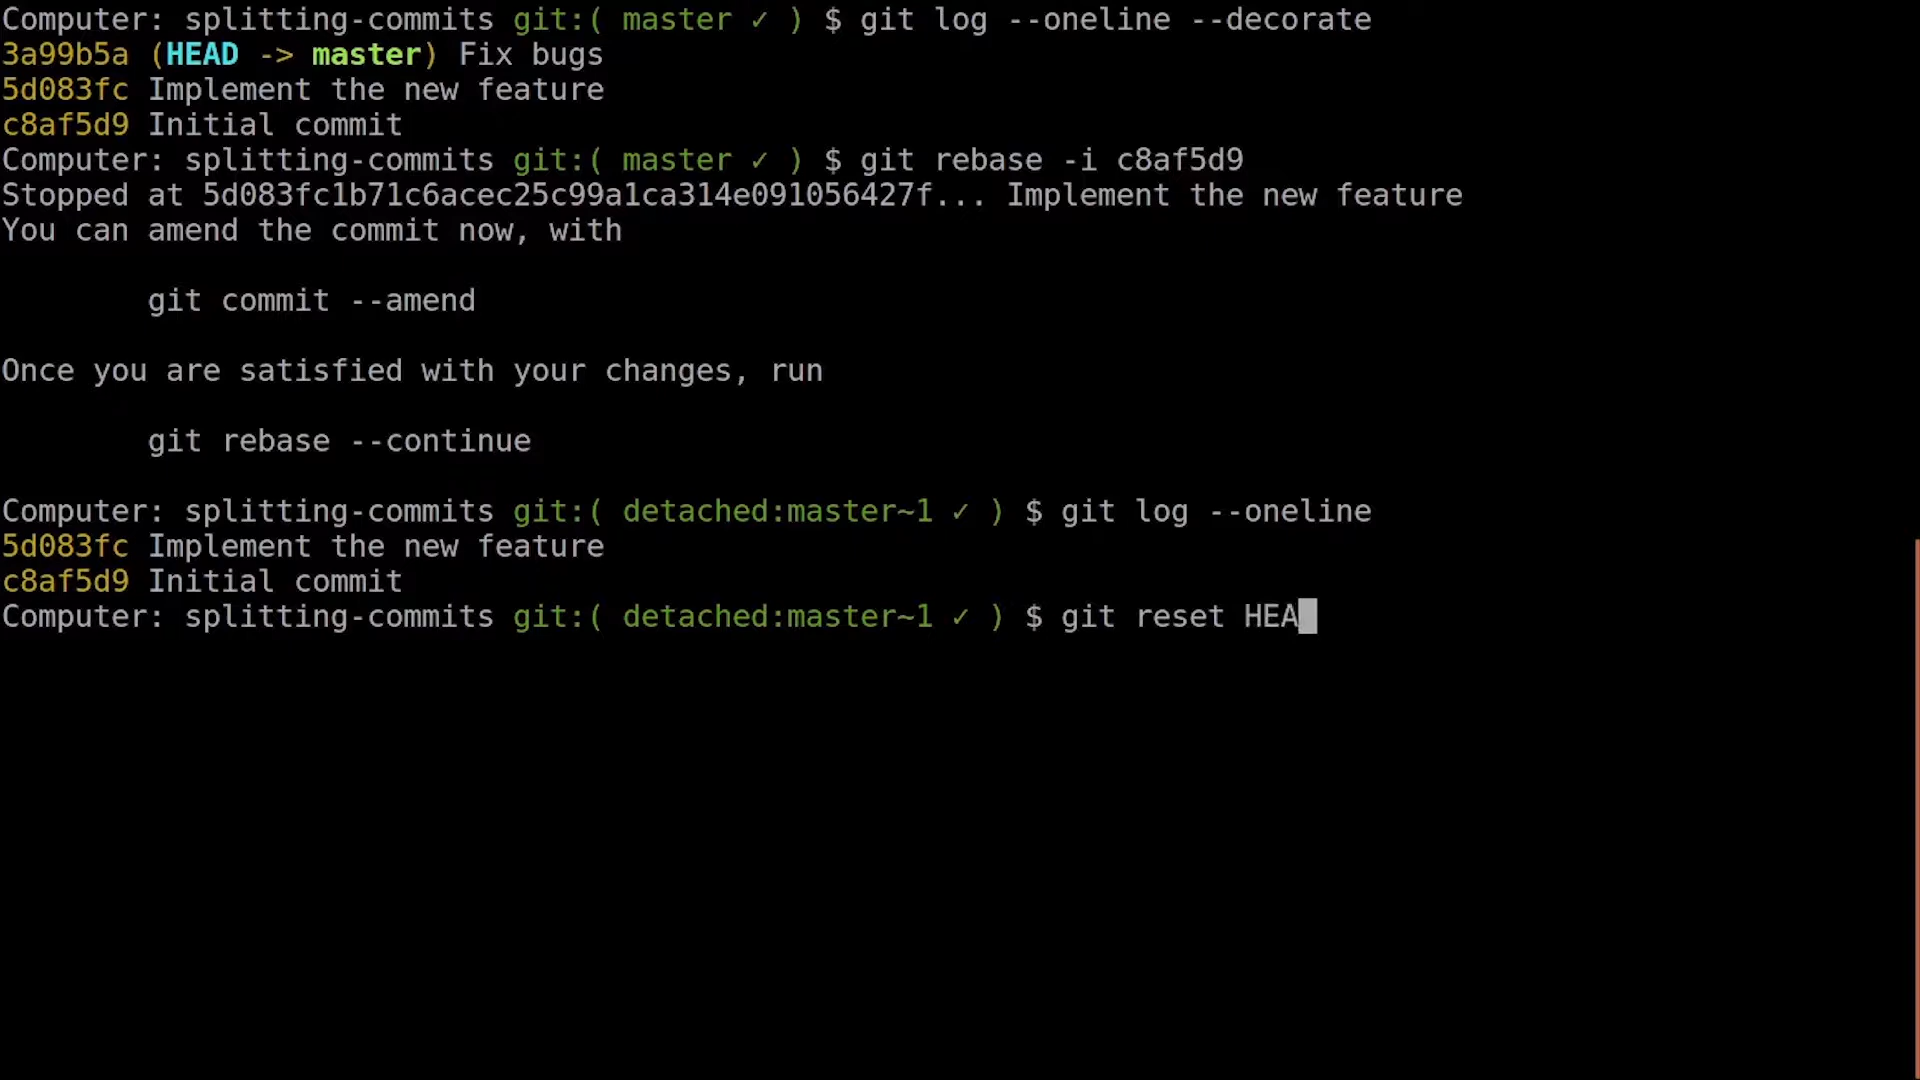 Computer: splitting-commits git:( master ✓ ) $ git log --oneline --decorate
3a99b5a (HEAD -> master) Fix bugs
5d083fc Implement the new feature
c8af5d9 Initial commit
Computer: splitting-commits git:( master ✓ ) $ git rebase -i c8af5d9
Stopped at 5d083fc1b71c6acec25c99a1ca314e091056427f... Implement the new feature
You can amend the commit now, with
git commit --amend
Once you are satisfied with your changes, run
git rebase --continue
Computer: splitting-commits git:( detached:master~1 ✓ ) $ git log --oneline
5d083fc Implement the new feature
c8af5d9 Initial commit
Computer: splitting-commits git:( detached:master~1 ✓ ) $ git reset HEA